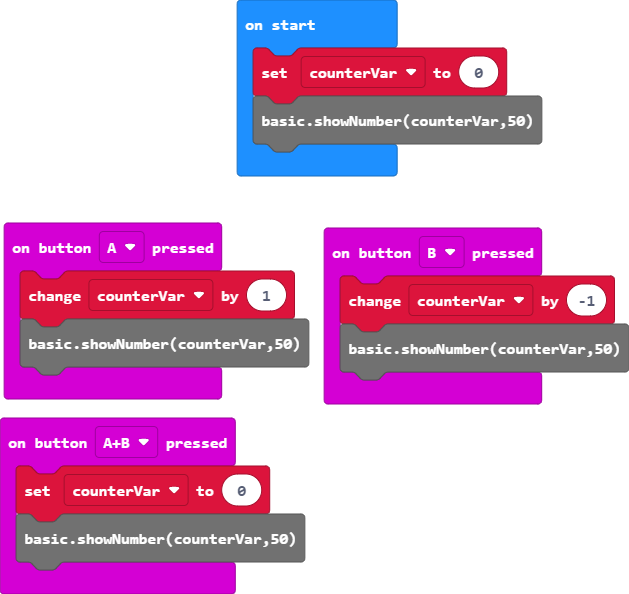 on start
set counterVar to 0
basic.showNumber(counterVar,50)
on button A pressed
change counterVar by 1
basic.showNumber(counterVar,50)
on button B pressed
change counterVar by -1
basic.showNumber(counterVar,50)
on button A+B pressed
set counterVar to 0
basic.showNumber(counterVar,50)